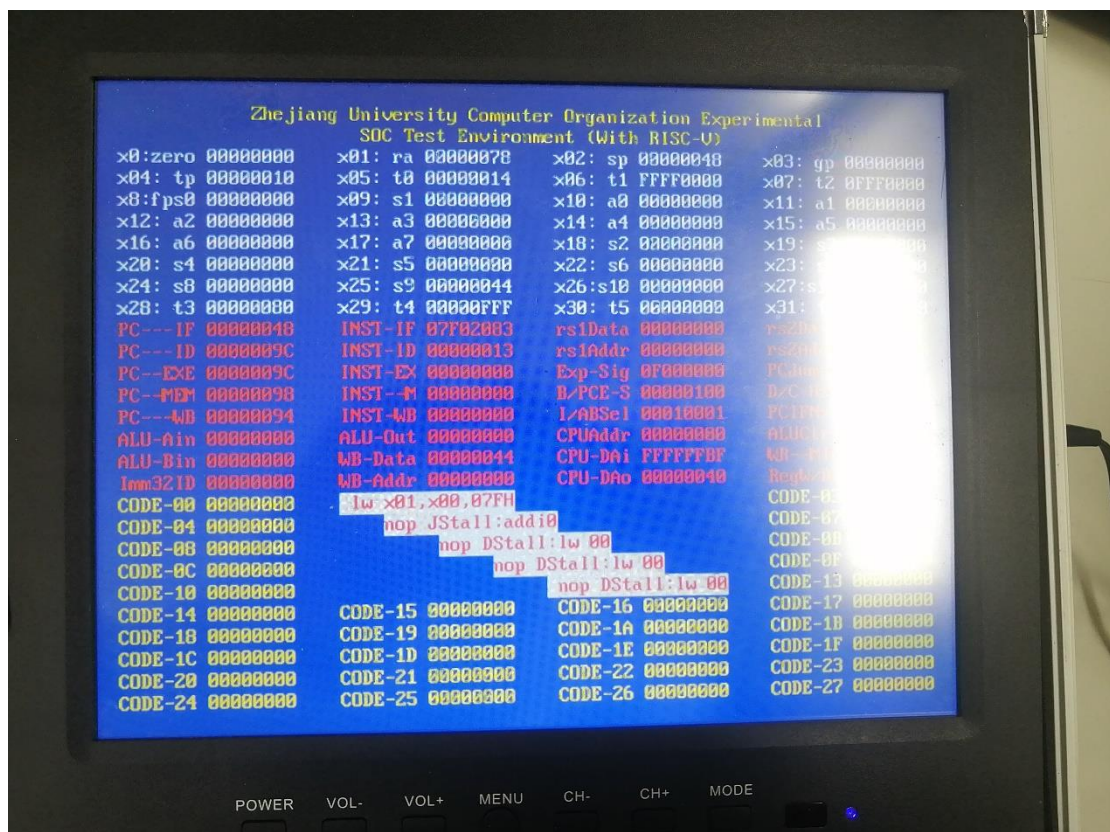 Zhejiang University Computer Organization Experimental
SOC Test Environment (With RISC-V)
x0:zero 00000000 x01: ra 00000078 x02: sp 00000048 x03: gp 00000000
x04: tp 00000010 x05: t0 00000014 x06: t1 FFFF0000 x07: t2 0FFF0000
x8:fps0 00000000 x09: s1 00000000 x10: a0 00000000 x11: a1 00000000
x12: a2 00000000 x13: a3 00000000 x14: a4 00000000 x15: a5 00000000
x16: a6 00000000 x17: a7 00000000 x18: s2 00000000 x19:
x20: s4 00000000 x21: s5 00000000 x22: s6 00000000 x23:
x24: s8 00000000 x25: s9 00000044 x26:s10 00000000 x27:
x28: t3 00000080 x29: t4 00000FFF x30: t5 00000000 x31:
PC---IF 00000048 INST-IF 07F02083 rs1Data 00000000
PC---ID 0000009C INST-ID 00000013 rs1Addr 00000000
PC--EXE 0000009C INST-EX 00000000 Exp-Sig 0F000000
PC--MEM 00000098 INST--M 00000000 B/PCE-S 00000100
PC---WB 00000094 INST-WB 00000000 I/ABSel 00010001
ALU-Ain 00000000 ALU-Out 00000000 CPUAddr 00000000
ALU-Bin 00000000 WB-Data 00000044 CPU-DAi FFFFFFBF
Imm32ID 00000000 WB-Addr 00000000 CPU-DAo 00000040
CODE-00 00000000 lw x01,x00,07FH CODE-03
CODE-04 00000000 nop JStall:addi0 CODE-07
CODE-08 00000000 nop DStall:lw 00 CODE-0B
CODE-0C 00000000 nop DStall:lw 00 CODE-0F
CODE-10 00000000 nop DStall:lw 00 CODE-13 00000000
CODE-14 00000000 CODE-15 00000000 CODE-16 00000000 CODE-17 00000000
CODE-18 00000000 CODE-19 00000000 CODE-1A 00000000 CODE-1B 00000000
CODE-1C 00000000 CODE-1D 00000000 CODE-1E 00000000 CODE-1F 00000000
CODE-20 00000000 CODE-21 00000000 CODE-22 00000000 CODE-23 00000000
CODE-24 00000000 CODE-25 00000000 CODE-26 00000000 CODE-27 00000000
POWER VOL- VOL+ MENU CH- CH+ MODE